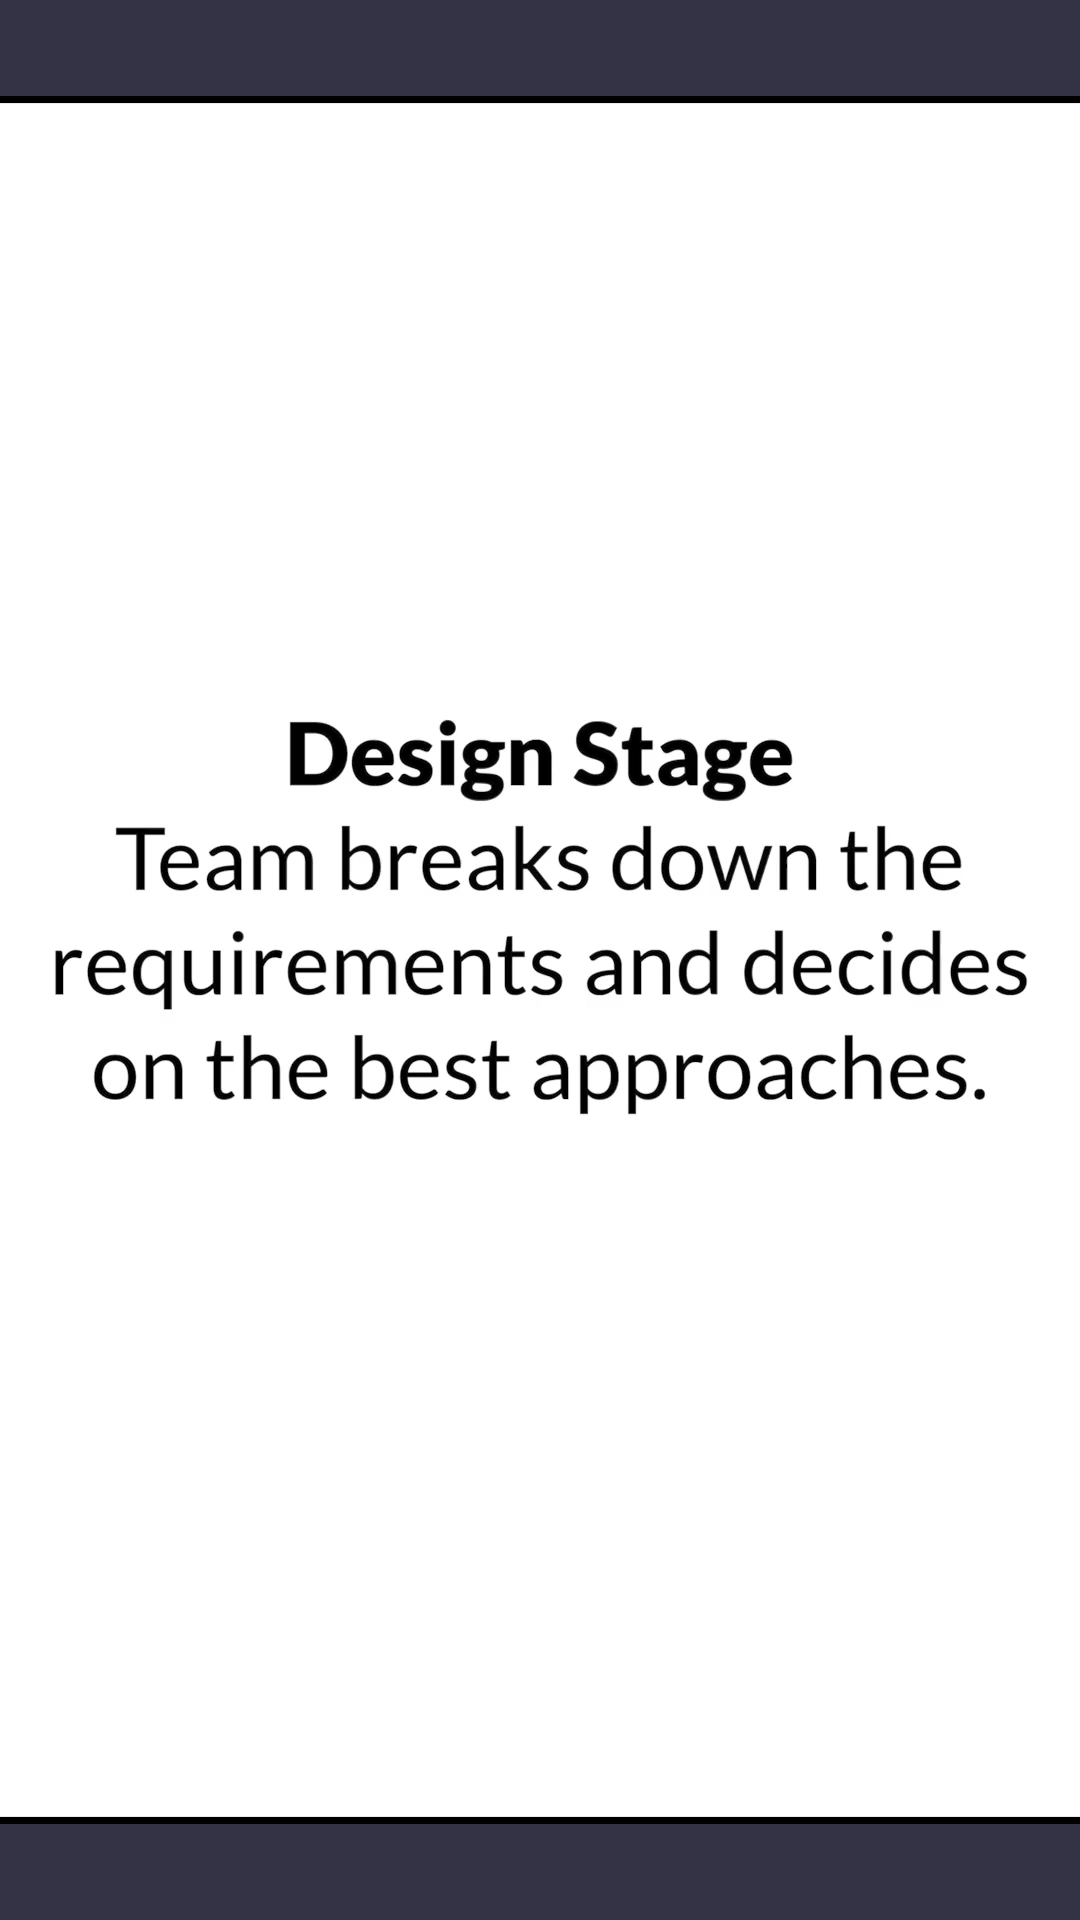 Design Stage
Team breaks down the
requirements and decides
on the best approaches.